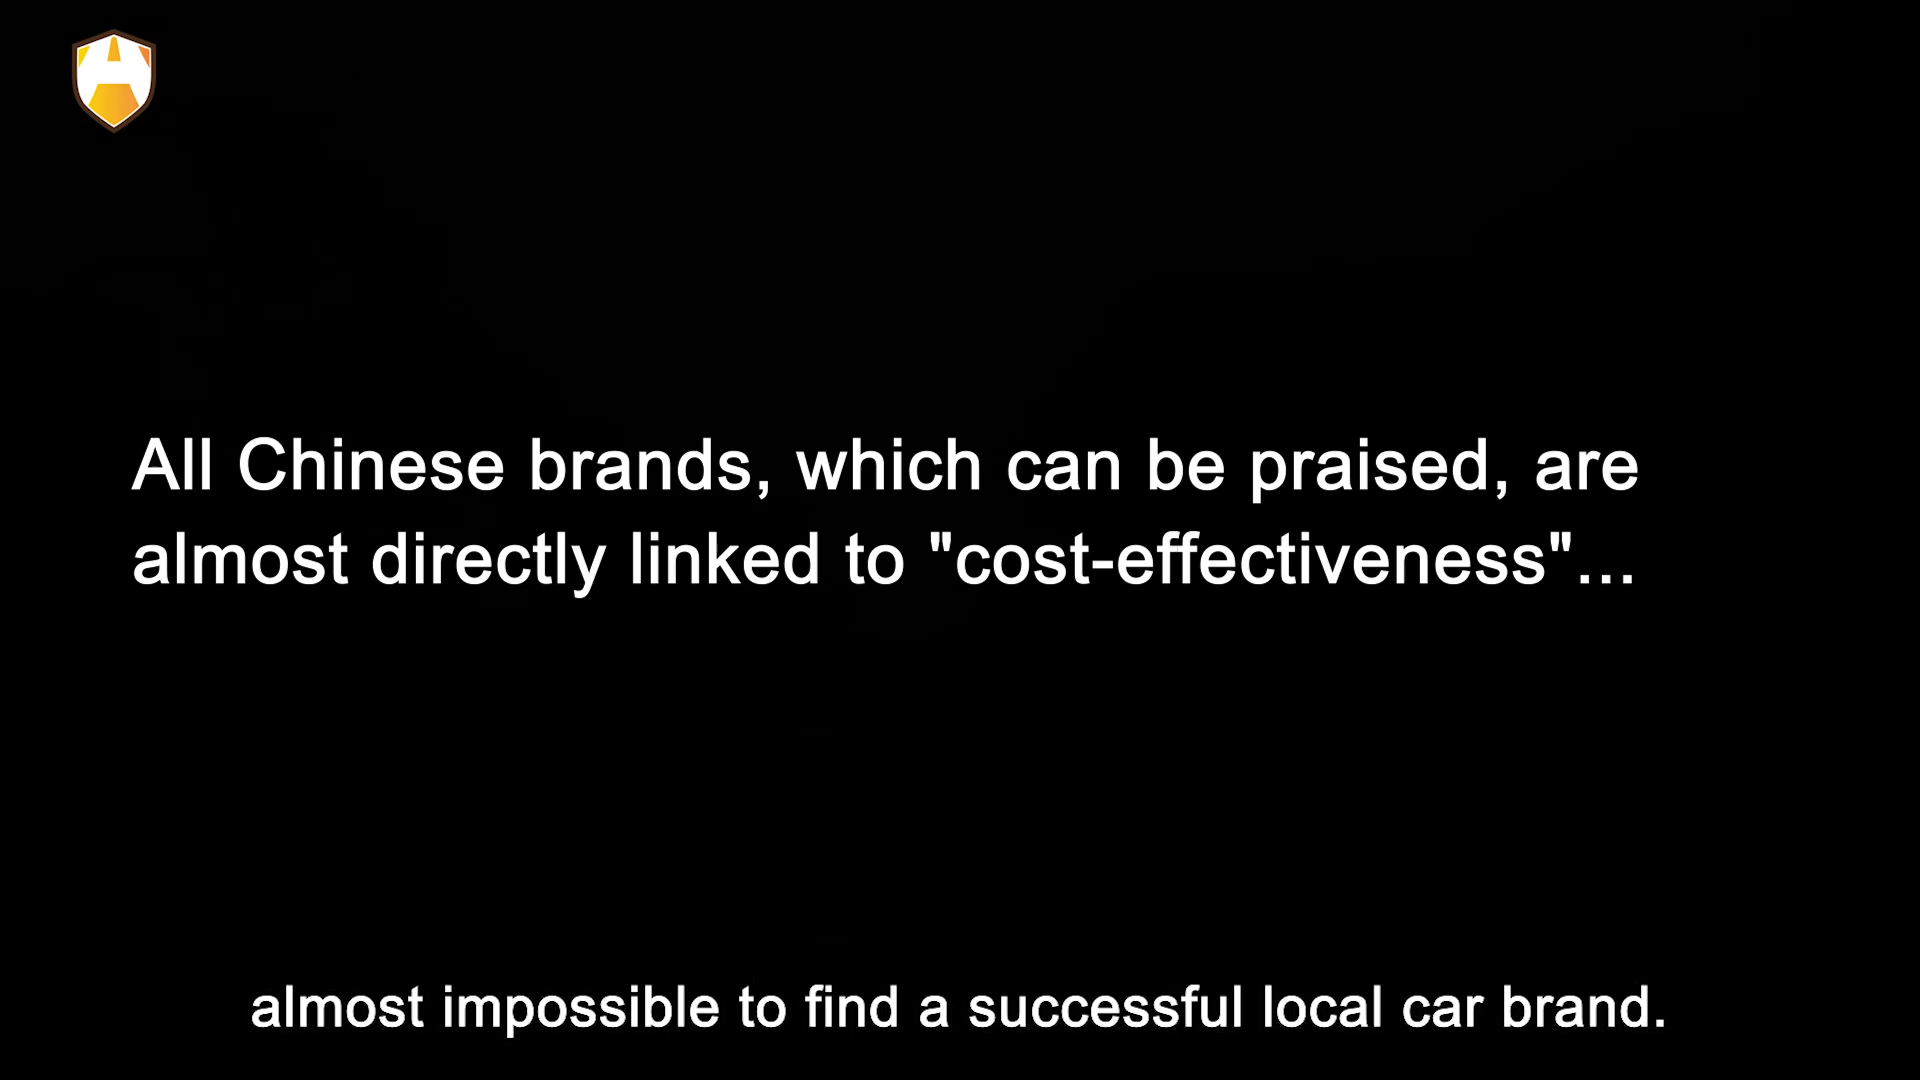 All Chinese brands, which can be praised, are
almost directly linked to "cost-effectiveness"...
almost impossible to find a successful local car brand.